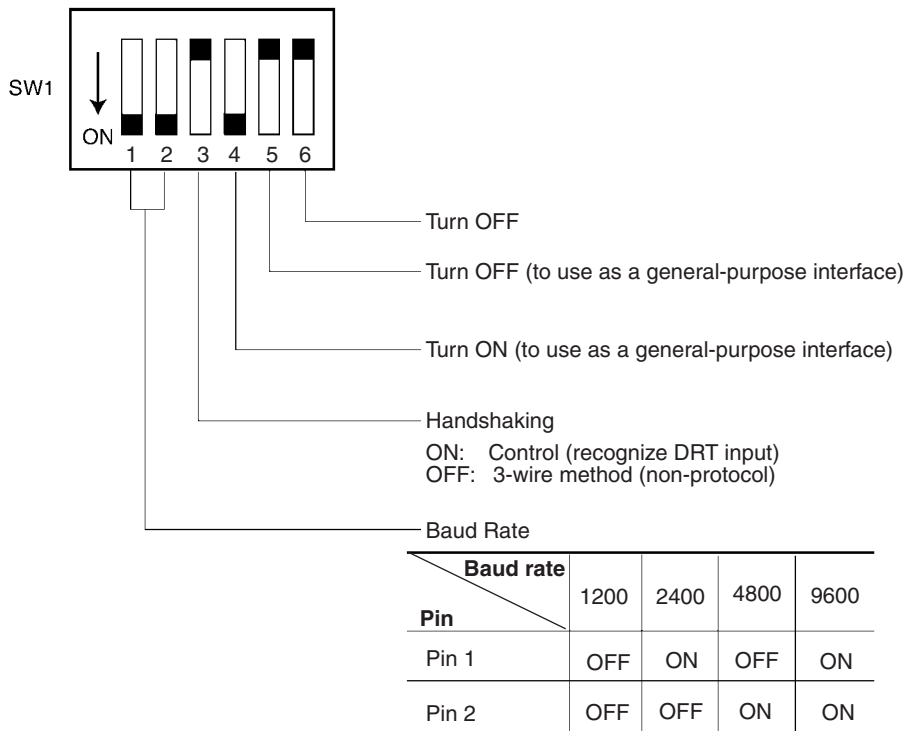 SW1
ON
1 2 3 4 5 6
Turn OFF
Turn OFF (to use as a general-purpose interface)
Turn ON (to use as a general-purpose interface)
Handshaking
ON: Control (recognize DRT input)
OFF: 3-wire method (non-protocol)
Baud Rate
Baud rate
Pin
1200 2400 4800 9600
Pin 1 OFF ON OFF ON
Pin 2 OFF OFF ON ON